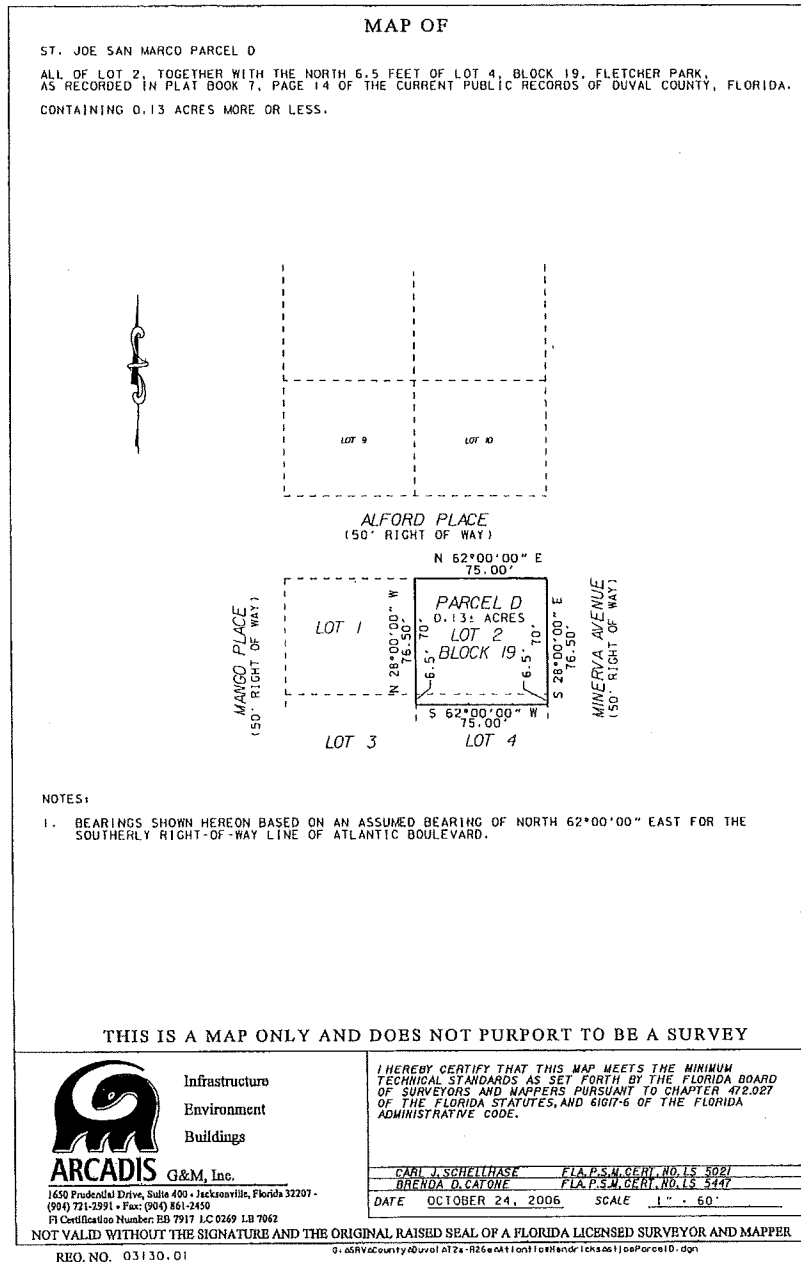 MAP OF
ST. JOE SAN MARCO PARCEL D
ALL OF LOT 2, TOGETHER WITH THE NORTH 6.5 FEET OF LOT 4, BLOCK 19, FLETCHER PARK,
AS RECORDED IN PLAT BOOK 7, PAGE 14 OF THE CURRENT PUBLIC RECORDS OF DUVAL COUNTY, FLORIDA.
CONTAINING 0.13 ACRES MORE OR LESS.
LOT 9
LOT 10
ALFORD PLACE
(50' RIGHT OF WAY)
N 62°00'00" E
75.00'
MANGO PLACE
(50' RIGHT OF WAY)
LOT 1
N 28°00'00" W
76.50'
PARCEL D
0.13± ACRES
LOT 2
BLOCK 19
6.5'
70'
6.5'
70'
S 28°00'00" E
76.50'
MINERVA AVENUE
(50' RIGHT OF WAY)
S 62°00'00" W
75.00'
LOT 3
LOT 4
NOTES:
1. BEARINGS SHOWN HEREON BASED ON AN ASSUMED BEARING OF NORTH 62°00'00" EAST FOR THE
SOUTHERLY RIGHT-OF-WAY LINE OF ATLANTIC BOULEVARD.
THIS IS A MAP ONLY AND DOES NOT PURPORT TO BE A SURVEY
Infrastructure
Environment
Buildings
ARCADIS G&M, Inc.
1650 Prudential Drive, Suite 400 • Jacksonville, Florida 32207 -
(904) 721-2991 • Fax: (904) 861-2450
Fl Certification Number: EB 7917 LC 0269 LB 7062
I HEREBY CERTIFY THAT THIS MAP MEETS THE MINIMUM
TECHNICAL STANDARDS AS SET FORTH BY THE FLORIDA BOARD
OF SURVEYORS AND MAPPERS PURSUANT TO CHAPTER 472.027
OF THE FLORIDA STATUTES, AND 61G17-6 OF THE FLORIDA
ADMINISTRATIVE CODE.
CARL J. SCHELLHASE FLA. P.S.M. CERT. NO. LS 5021
BRENDA D. CATONE FLA. P.S.M. CERT. NO. LS 5447
DATE OCTOBER 24, 2006 SCALE 1" = 60'
NOT VALID WITHOUT THE SIGNATURE AND THE ORIGINAL RAISED SEAL OF A FLORIDA LICENSED SURVEYOR AND MAPPER
REQ. NO. 03130.01